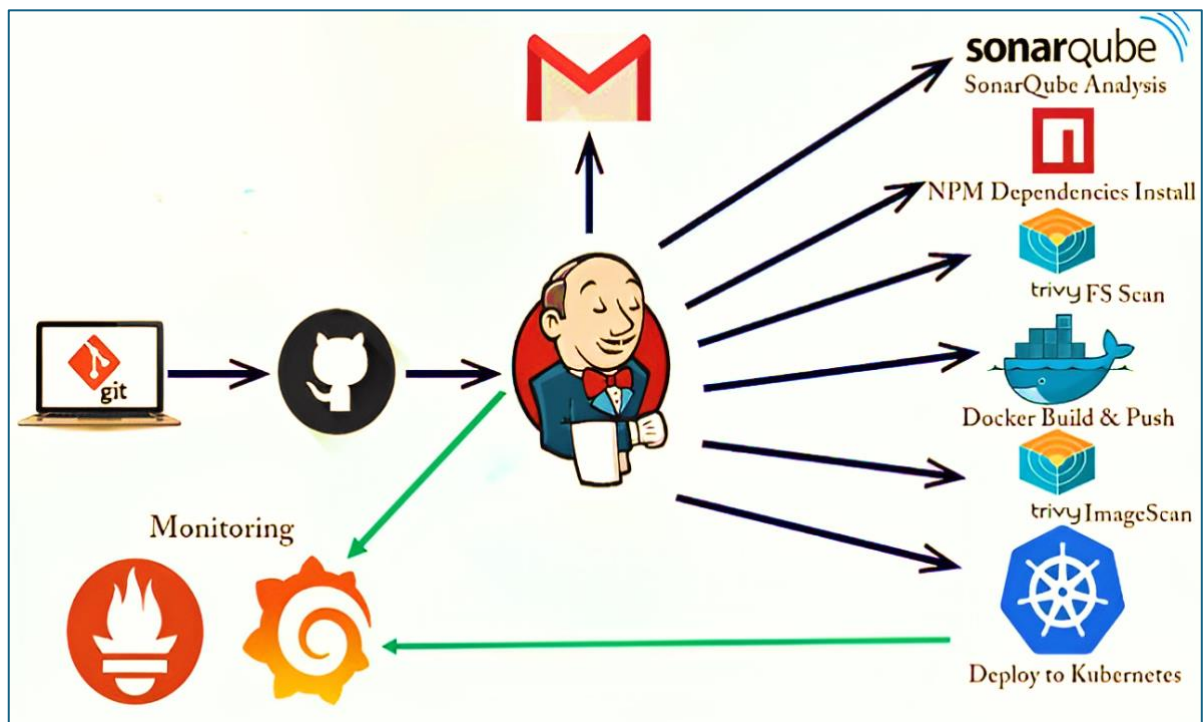 sonarqube
SonarQube Analysis
NPM Dependencies Install
trivy FS Scan
git
Docker Build & Push
trivy ImageScan
Monitoring
Deploy to Kubernetes